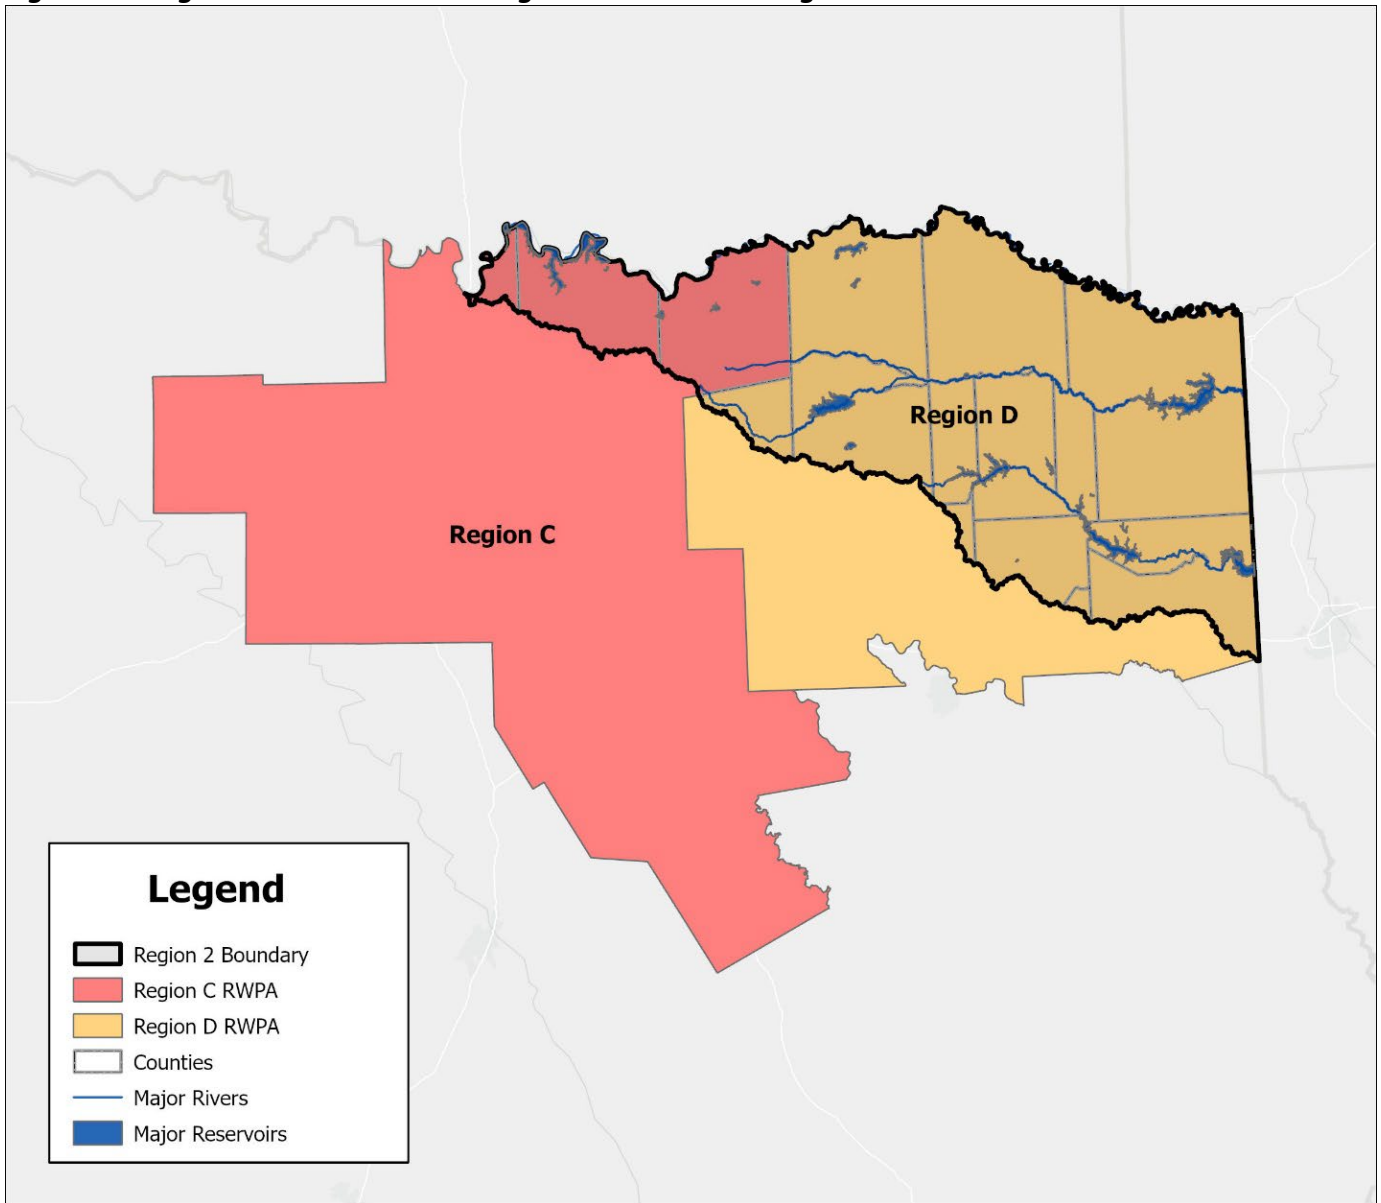 Region D
Region C
Legend
Region 2 Boundary
Region C RWPA
Region D RWPA
Counties
Major Rivers
Major Reservoirs